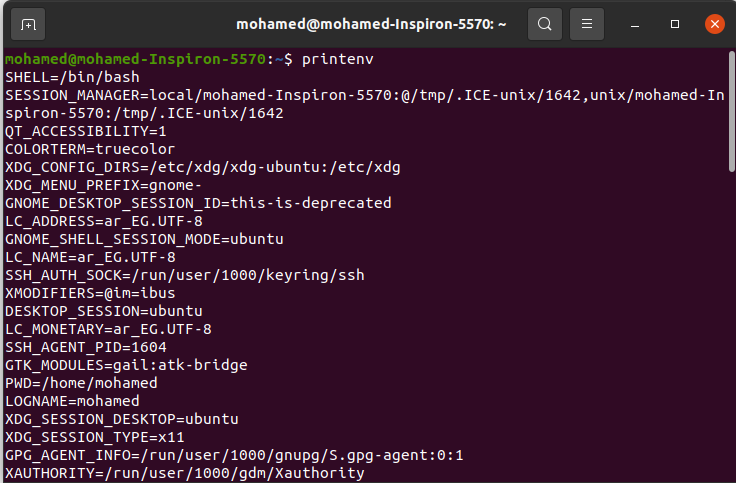 mohamed@mohamed-Inspiron-5570: ~
mohamed@mohamed-Inspiron-5570:~$ printenv
SHELL=/bin/bash
SESSION_MANAGER=local/mohamed-Inspiron-5570:@/tmp/.ICE-unix/1642,unix/mohamed-In
spiron-5570:/tmp/.ICE-unix/1642
QT_ACCESSIBILITY=1
COLORTERM=truecolor
XDG_CONFIG_DIRS=/etc/xdg/xdg-ubuntu:/etc/xdg
XDG_MENU_PREFIX=gnome-
GNOME_DESKTOP_SESSION_ID=this-is-deprecated
LC_ADDRESS=ar_EG.UTF-8
GNOME_SHELL_SESSION_MODE=ubuntu
LC_NAME=ar_EG.UTF-8
SSH_AUTH_SOCK=/run/user/1000/keyring/ssh
XMODIFIERS=@im=ibus
DESKTOP_SESSION=ubuntu
LC_MONETARY=ar_EG.UTF-8
SSH_AGENT_PID=1604
GTK_MODULES=gail:atk-bridge
PWD=/home/mohamed
LOGNAME=mohamed
XDG_SESSION_DESKTOP=ubuntu
XDG_SESSION_TYPE=x11
GPG_AGENT_INFO=/run/user/1000/gnupg/S.gpg-agent:0:1
XAUTHORITY=/run/user/1000/gdm/Xauthority